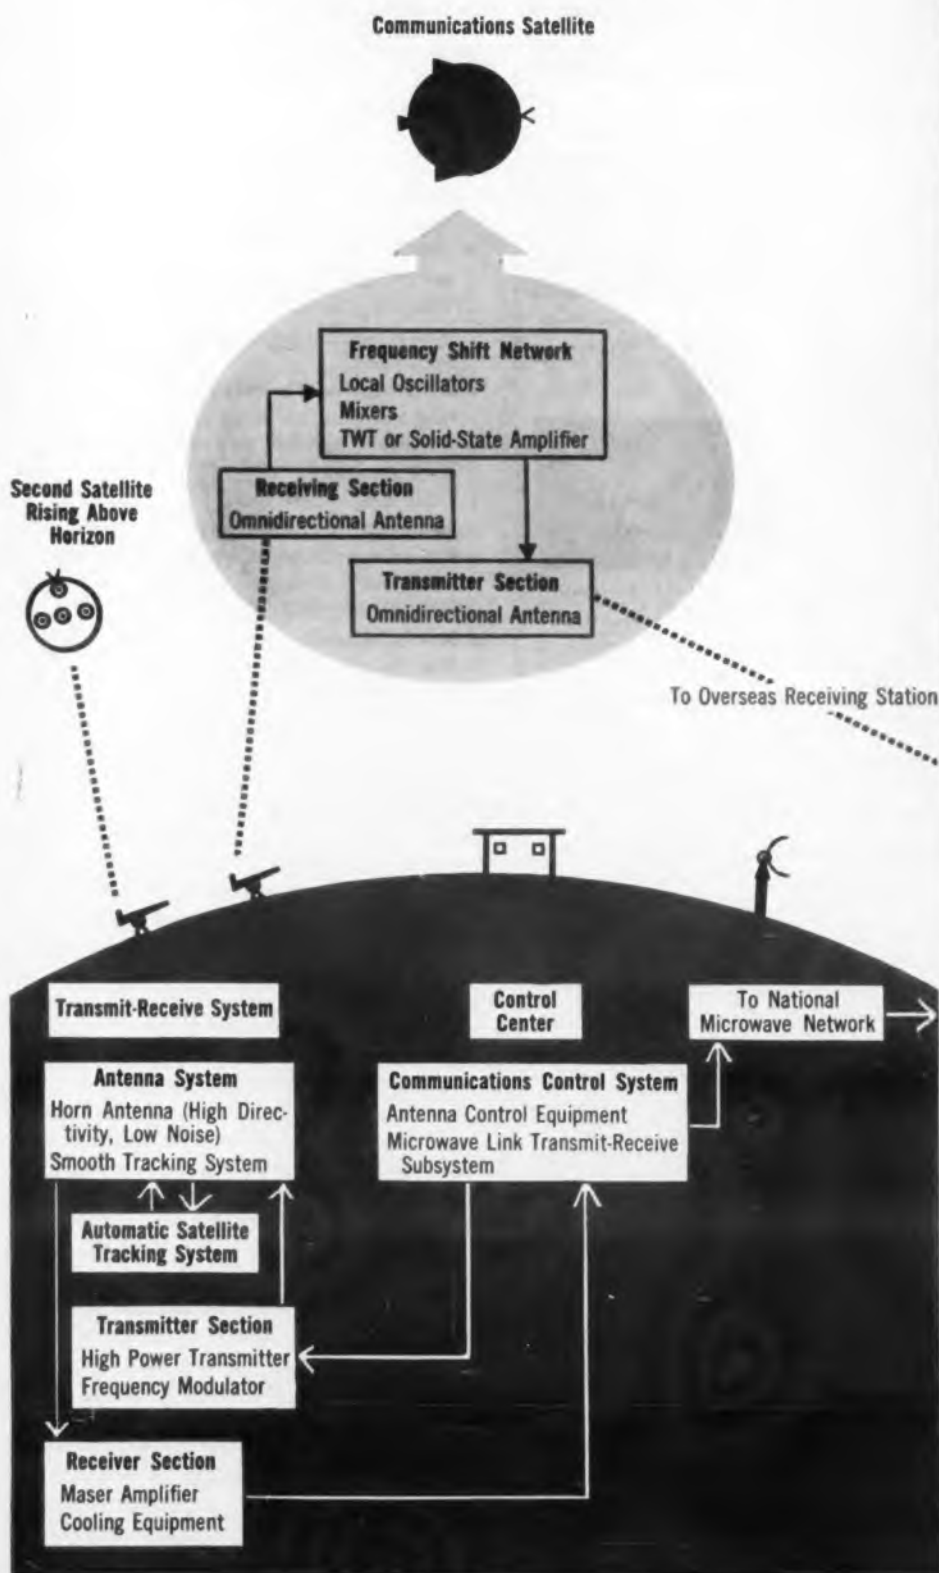 Communications Satellite
Frequency Shift Network
Local Oscillators
Mixers
TWT or Solid-State Amplifier
Receiving Section
Omnidirectional Antenna
Second Satellite
Rising Above
Horizon
Transmitter Section
Omnidirectional Antenna
To Overseas Receiving Station
Transmit-Receive System
Control
Center
To National
Microwave Network
Antenna System
Horn Antenna (High Direc-
tivity, Low Noise)
Smooth Tracking System
Communications Control System
Antenna Control Equipment
Microwave Link Transmit-Receive
Subsystem
Automatic Satellite
Tracking System
Transmitter Section
High Power Transmitter
Frequency Modulator
Receiver Section
Maser Amplifier
Cooling Equipment